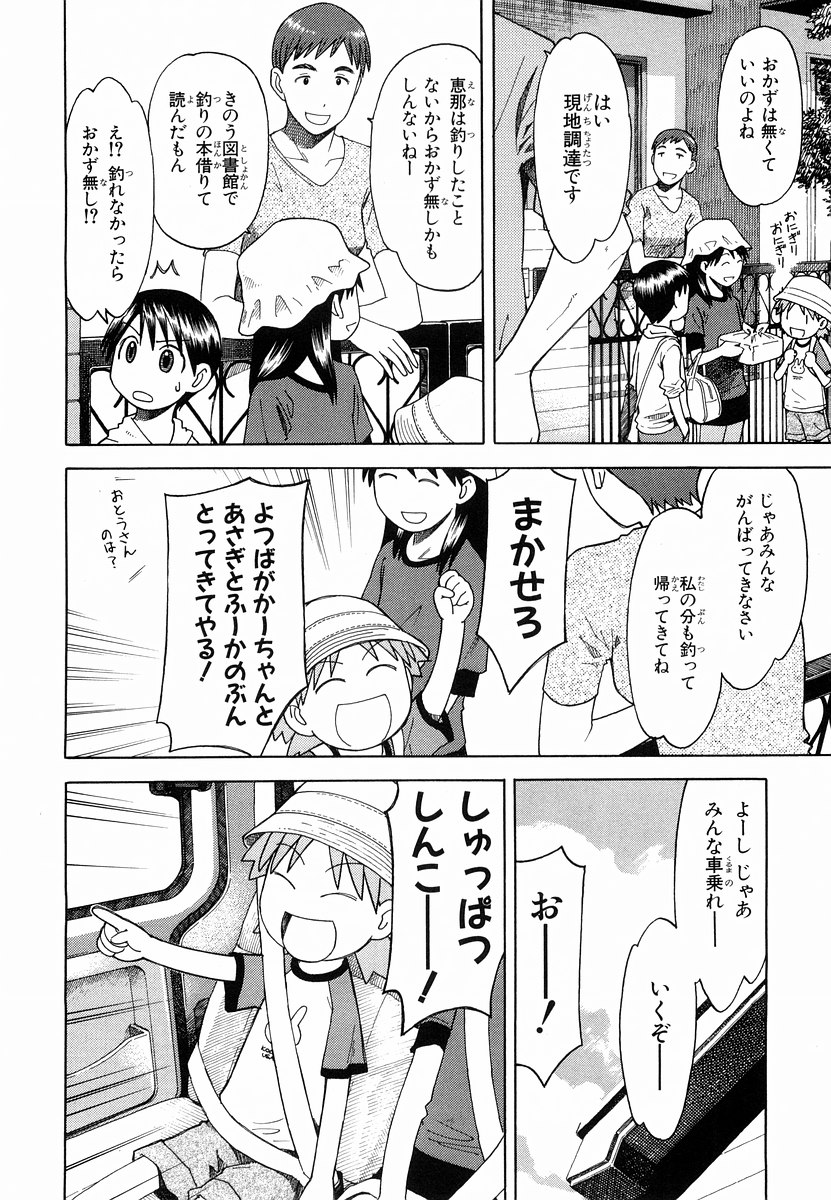 おかずは無くて
いいのよね
はい
現地調達です
おにぎり
おにぎり
恵那は釣りしたこと
ないからおかず無しかも
しんないねー
きのう図書館で
釣りの本借りて
読んだもん
え!? 釣れなかったら
おかず無し!?
じゃあみんな
がんばってきなさい
私の分も釣って
帰ってきてね
まかせろ
よつばがかーちゃんと
あさぎとふーかのぶん
とってきてやる!
おとうさん
のは?
よーし じゃあ
みんな車乗れー
いくぞー
おー!
しゅっぱつ
しんこー!